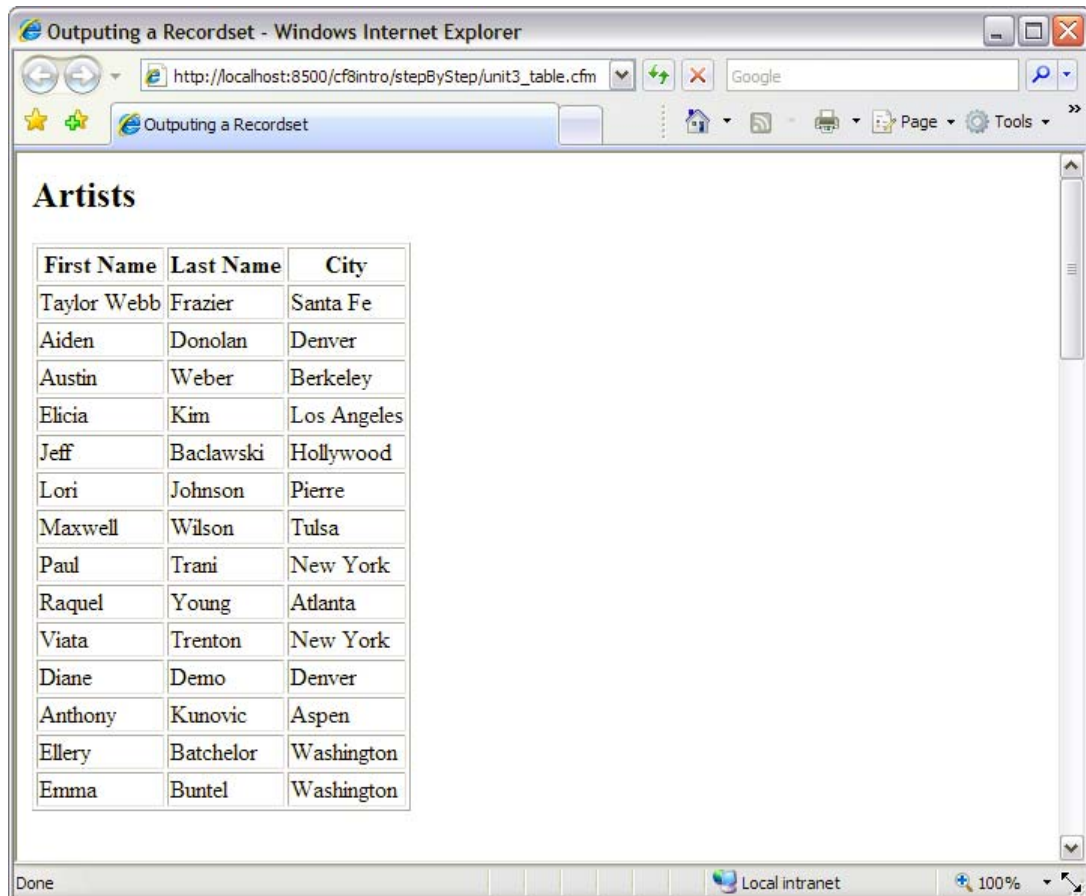 Outputing a Recordset - Windows Internet Explorer
http://localhost:8500/cf8intro/stepByStep/unit3_table.cfm Google
Outputing a Recordset Page Tools »
Artists
First Name Last Name City
Taylor Webb Frazier Santa Fe
Aiden Donolan Denver
Austin Weber Berkeley
Elicia Kim Los Angeles
Jeff Baclawski Hollywood
Lori Johnson Pierre
Maxwell Wilson Tulsa
Paul Trani New York
Raquel Young Atlanta
Viata Trenton New York
Diane Demo Denver
Anthony Kunovic Aspen
Ellery Batchelor Washington
Emma Buntel Washington
Done Local intranet 100%